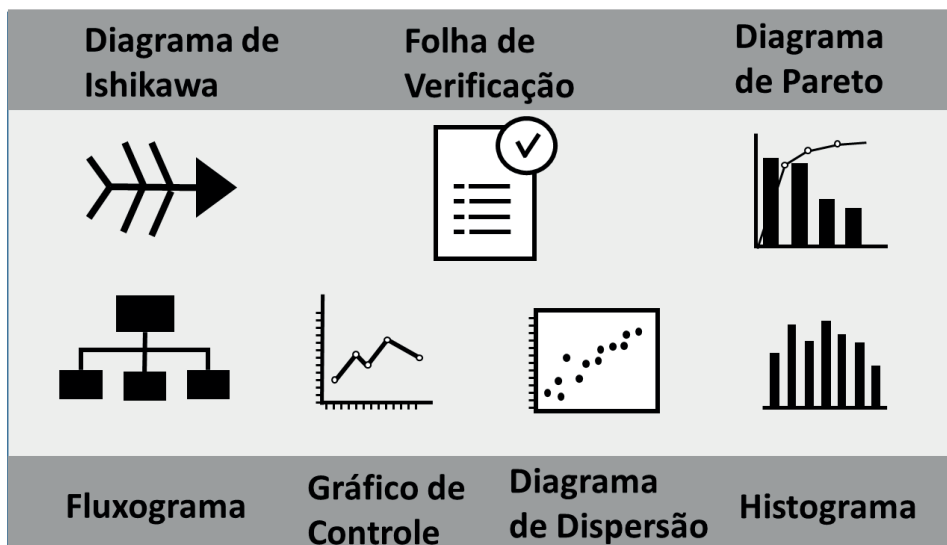 Diagrama de
Ishikawa
Folha de
Verificação
Diagrama
de Pareto
Fluxograma
Gráfico de
Controle
Diagrama
de Dispersão
Histograma